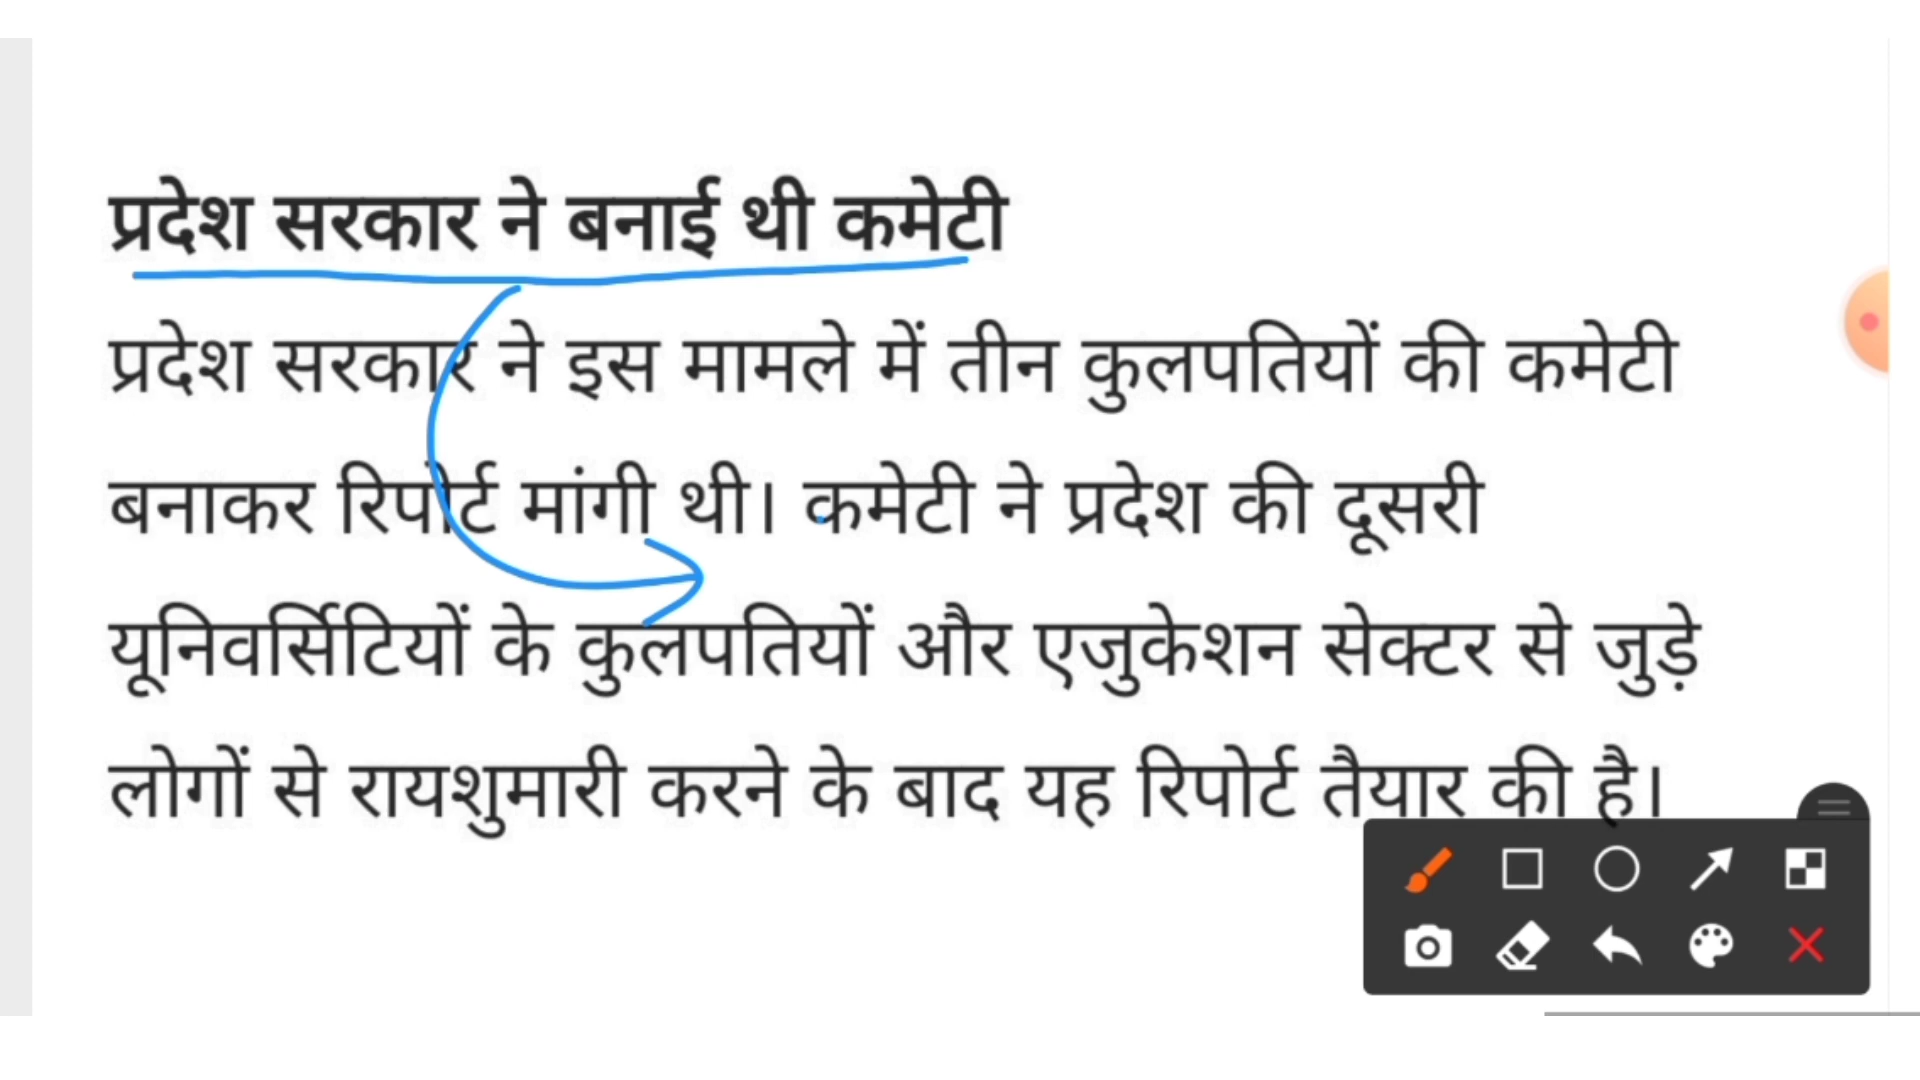 प्रदेश सरकार ने बनाई थी कमेटी
प्रदेश सरकार ने इस मामले में तीन कुलपतियों की कमेटी
बनाकर रिपोर्ट मांगी थी। कमेटी ने प्रदेश की दूसरी
यूनिवर्सिटियों के कुलपतियों और एजुकेशन सेक्टर से जुड़े
लोगों से रायशुमारी करने के बाद यह रिपोर्ट तैयार की है।